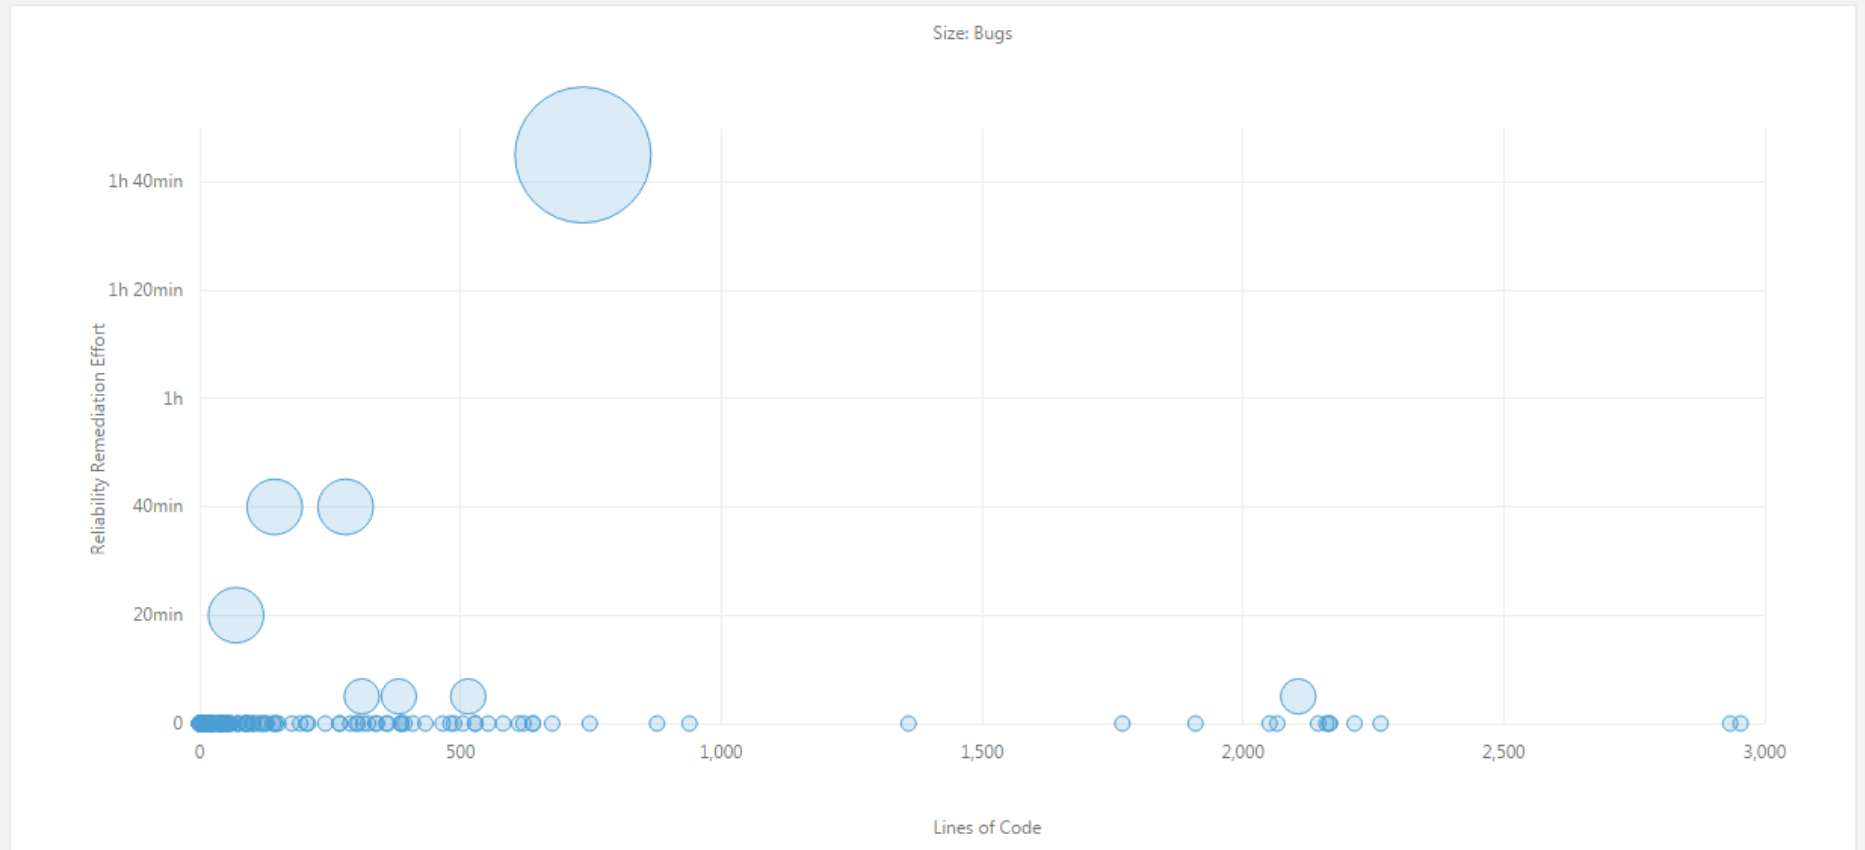 Size: Bugs
1h 40min
1h 20min
1h
40min
20min
0
Reliability Remediation Effort
0 500 1,000 1,500 2,000 2,500 3,000
Lines of Code